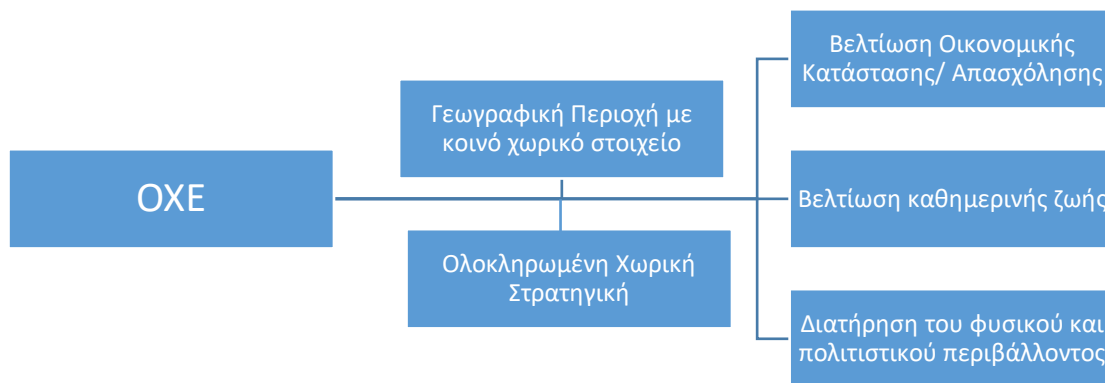 ΟΧΕ
Γεωγραφική Περιοχή με
κοινό χωρικό στοιχείο
Ολοκληρωμένη Χωρική
Στρατηγική
Βελτίωση Οικονομικής
Κατάστασης/ Απασχόλησης
Βελτίωση καθημερινής ζωής
Διατήρηση του φυσικού και
πολιτιστικού περιβάλλοντος